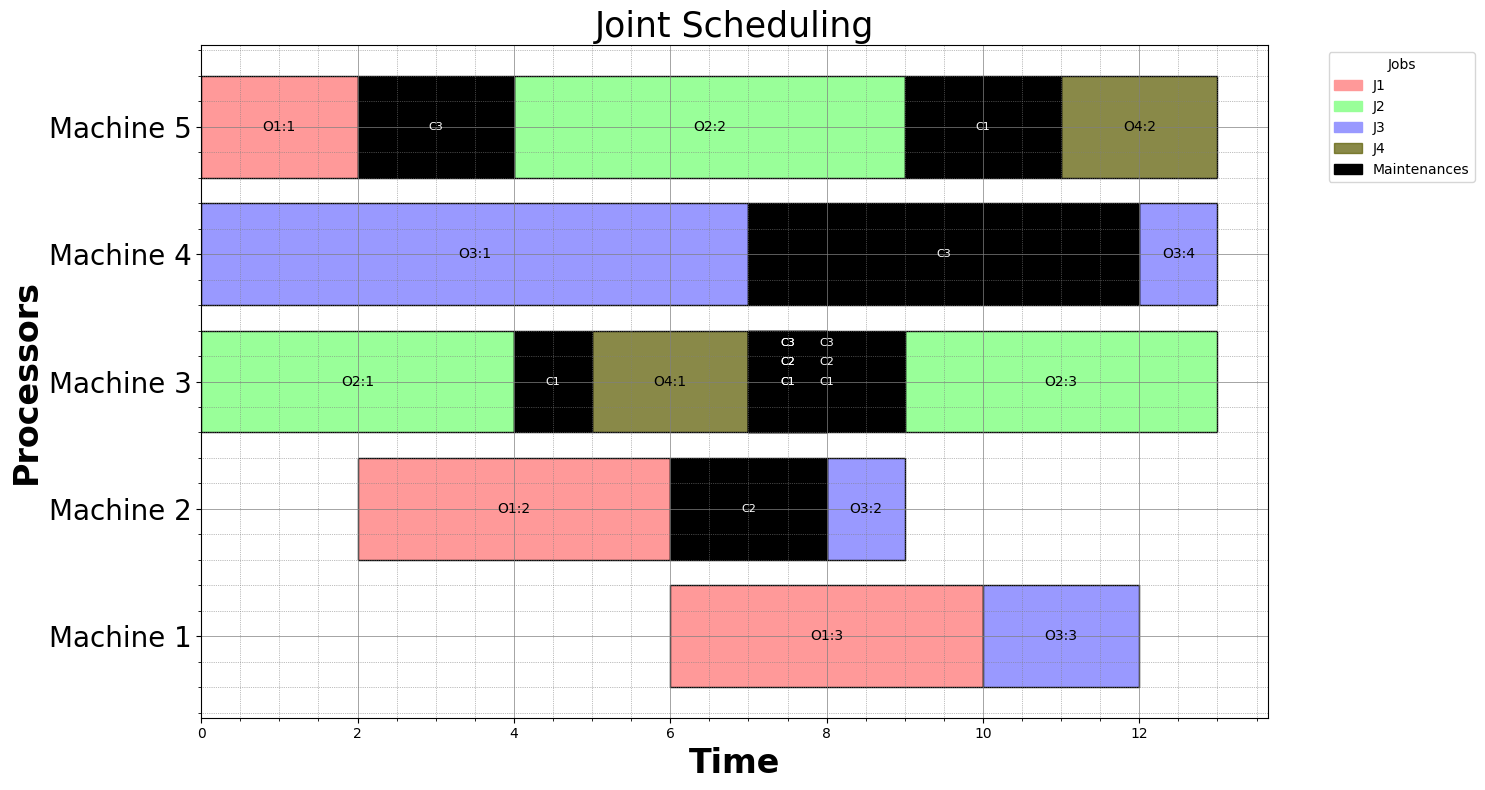 Joint Scheduling
Jobs
J1
J2
J3
J4
Maintenances
Processors
Machine 5
O1:1
C3
O2:2
C1
O4:2
Machine 4
O3:1
C3
O3:4
Machine 3
O2:1
C1
O4:1
C3 C3
C2 C2
C1 C1
O2:3
Machine 2
O1:2
C2
O3:2
Machine 1
O1:3
O3:3
0 2 4 6 8 10 12
Time